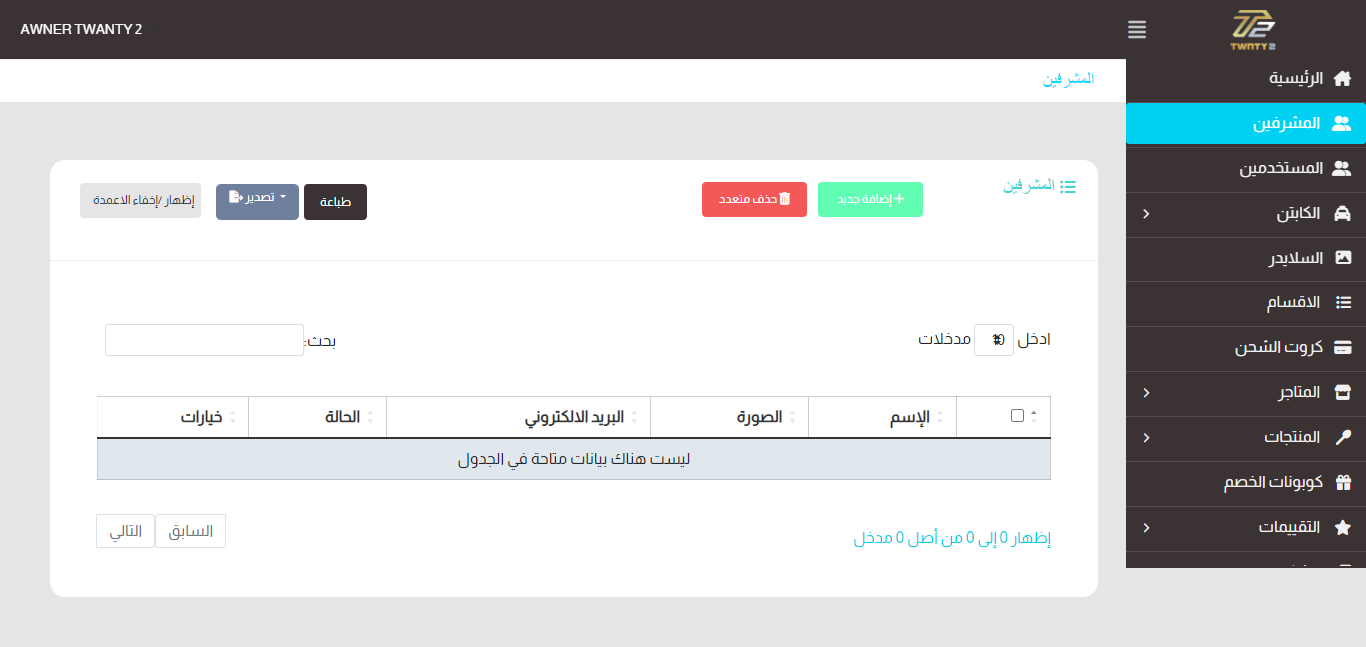 AWNER TWANTY 2
TWNTY 2
الرئيسية
المشرفين
المستخدمين
الكابتن
السلايدر
الاقسام
كروت الشحن
المتاجر
المنتجات
كوبونات الخصم
التقييمات
المشرفين
المشرفين
إضافة جديد
حذف متعدد
طباعة
تصدير
إظهار /إخفاء الاعمدة
ادخل 10 مدخلات
بحث:
الإسم
الصورة
البريد الالكتروني
الحالة
خيارات
ليست هناك بيانات متاحة في الجدول
إظهار 0 إلى 0 من أصل 0 مدخل
السابق
التالي